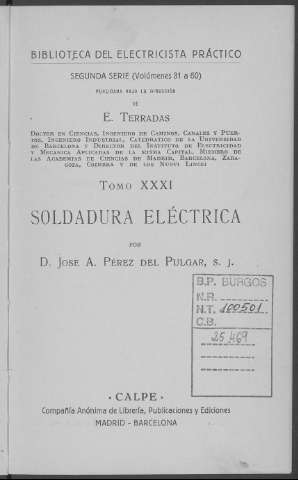 BIBLIOTECA DEL ELECTRICISTA PRÁCTICO
SEGUNDA SERIE (Volúmenes 31 a 60)
PUBLICADA BAJO LA DIRECCIÓN
DE
E. TERRADAS
DOCTOR EN CIENCIAS, INGENIERO DE CAMINOS, CANALES Y PUER-
TOS, INGENIERO INDUSTRIAL, CATEDRÁTICO DE LA UNIVERSIDAD
DE BARCELONA Y DIRECTOR DEL INSTITUTO DE ELECTRICIDAD
Y MECÁNICA APLICADAS DE LA MISMA CAPITAL, MIEMBRO DE
LAS ACADEMIAS DE CIENCIAS DE MADRID, BARCELONA, ZARA-
GOZA, COIMBRA Y DE LOS NUOVI LINCEI
TOMO XXXI
SOLDADURA ELÉCTRICA
POR
D. JOSE A. PÉREZ DEL PULGAR, S. J.
B.P. BURGOS
N.R.
N.T. 100501
C.B.
25.469
· CALPE ·
Compañía Anónima de Librería, Publicaciones y Ediciones
MADRID - BARCELONA